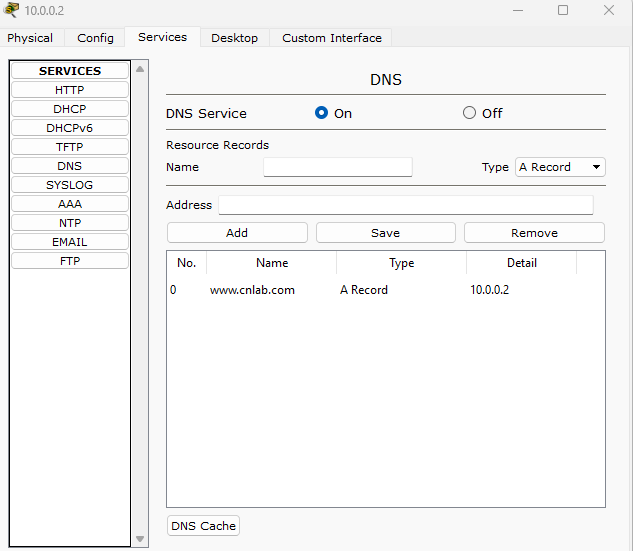 10.0.0.2
Physical Config Services Desktop Custom Interface
SERVICES
HTTP
DHCP
DHCPv6
TFTP
DNS
SYSLOG
AAA
NTP
EMAIL
FTP
DNS
DNS Service On Off
Resource Records
Name Type A Record
Address
Add Save Remove
No. Name Type Detail
0 www.cnlab.com A Record 10.0.0.2
DNS Cache